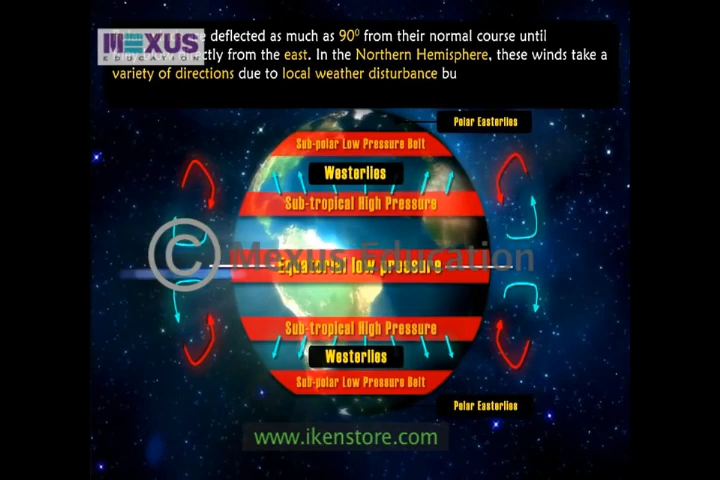 MEXUS
EDUCATION
deflected as much as 90⁰ from their normal course until
directly from the east. In the Northern Hemisphere, these winds take a
variety of directions due to local weather disturbance bu
Polar Easterlies
Sub-polar Low Pressure Belt
Westerlies
Sub-tropical High Pressure
© Mexus Education
Equatorial low pressure
Sub-tropical High Pressure
Westerlies
Sub-polar Low Pressure Belt
Polar Easterlies
www.ikenstore.com